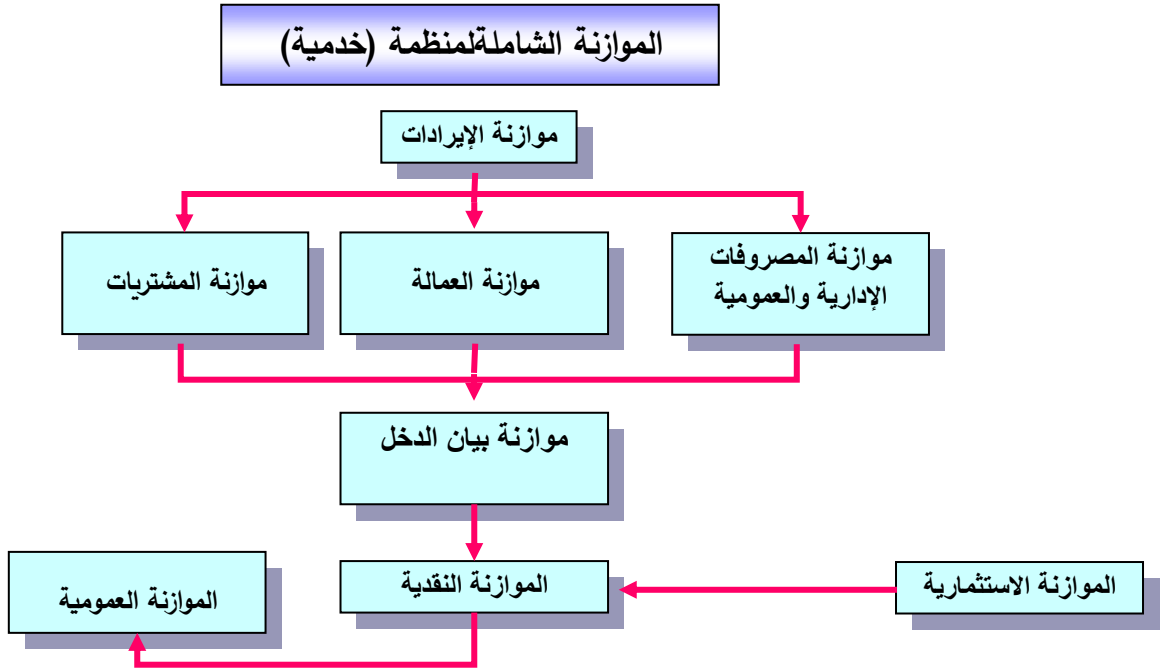 الموازنة الشاملةلمنظمة (خدمية)
موازنة الإيرادات
موازنة المصروفات
الإدارية والعمومية
موازنة العمالة
موازنة المشتريات
موازنة بيان الدخل
الموازنة الاستثمارية
الموازنة النقدية
الموازنة العمومية